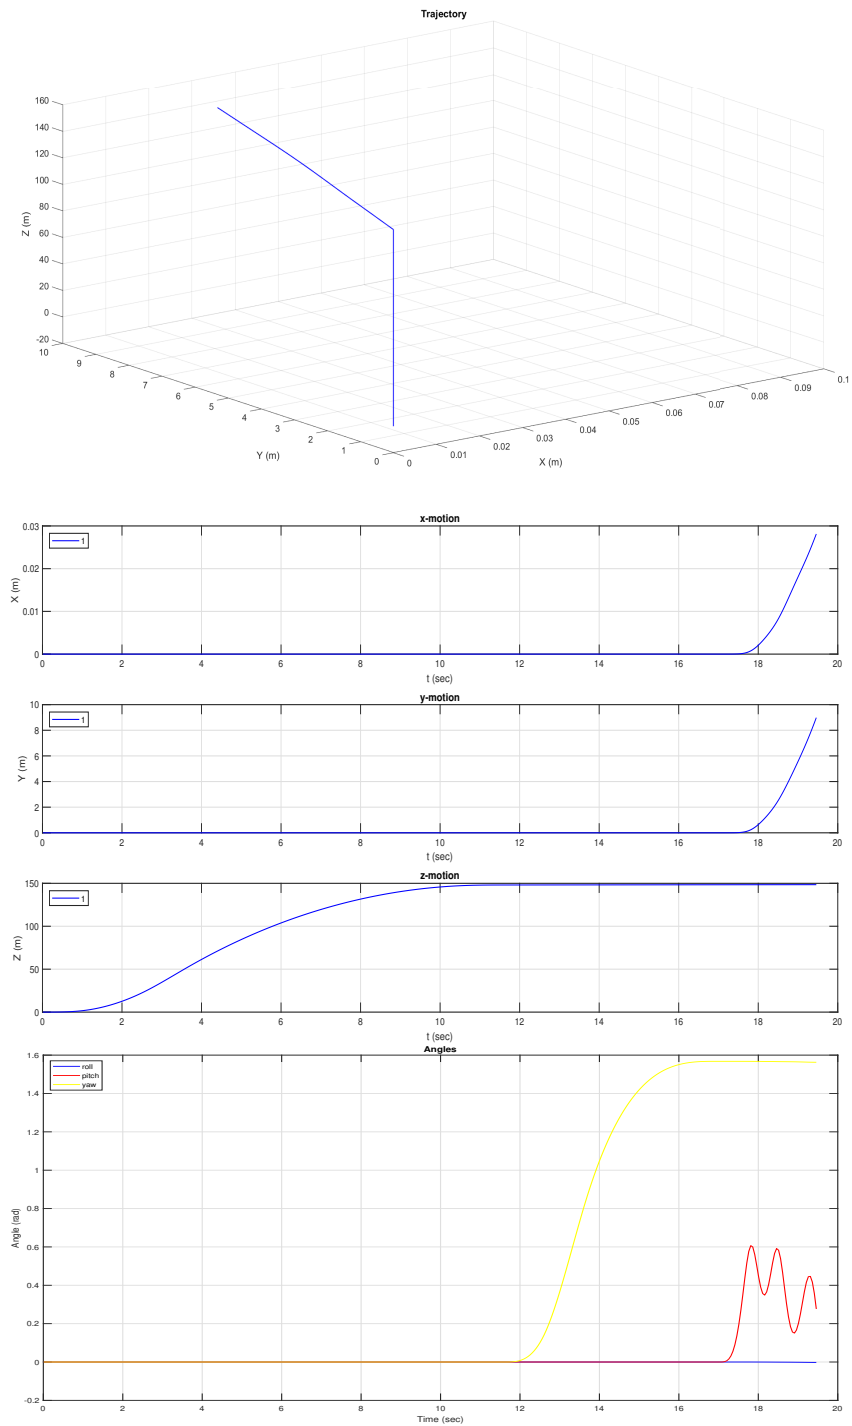 Trajectory
160
140
120
100
80
60
40
20
0
-20
Z (m)
10
9
8
7
6
5
4
3
2
1
0
Y (m)
0
0.01
0.02
0.03
0.04
0.05
0.06
0.07
0.08
0.09
0.1
X (m)
x-motion
1
0.03
0.02
0.01
0
X (m)
0 2 4 6 8 10 12 14 16 18 20
t (sec)
y-motion
1
10
8
6
4
2
0
Y (m)
0 2 4 6 8 10 12 14 16 18 20
t (sec)
z-motion
1
150
100
50
0
Z (m)
0 2 4 6 8 10 12 14 16 18 20
t (sec)
Angles
roll
pitch
yaw
1.6
1.4
1.2
1
0.8
0.6
0.4
0.2
0
-0.2
Angle (rad)
0 2 4 6 8 10 12 14 16 18 20
Time (sec)